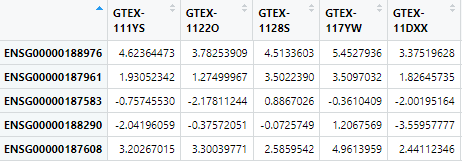 GTEX-111YS GTEX-1122O GTEX-1128S GTEX-117YW GTEX-11DXX
ENSG00000188976 4.62364473 3.78253909 4.5133603 5.4527936 3.37519628
ENSG00000187961 1.93052342 1.27499967 3.5022390 3.5097032 1.82645735
ENSG00000187583 -0.75745530 -2.17811244 0.8867026 -0.3610409 -2.00195164
ENSG00000188290 -2.04196059 -0.37572051 -0.0725749 1.2067569 -3.55957777
ENSG00000187608 3.20267015 3.30039771 2.5859542 4.9613959 2.44112346